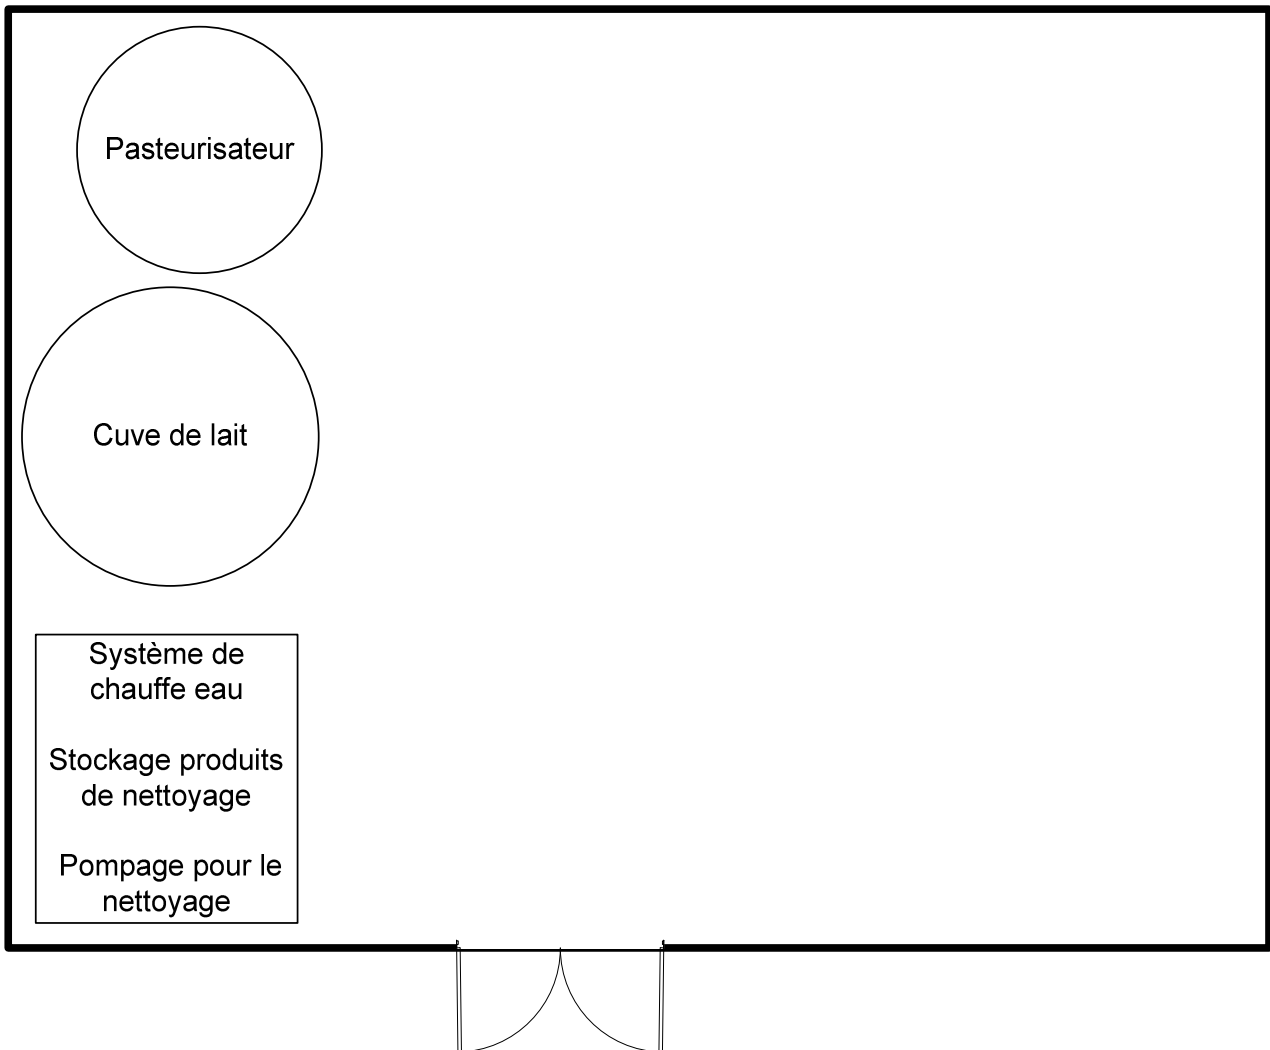 Pasteurisateur
Cuve de lait
Système de
chauffe eau
Stockage produits
de nettoyage
Pompage pour le
nettoyage